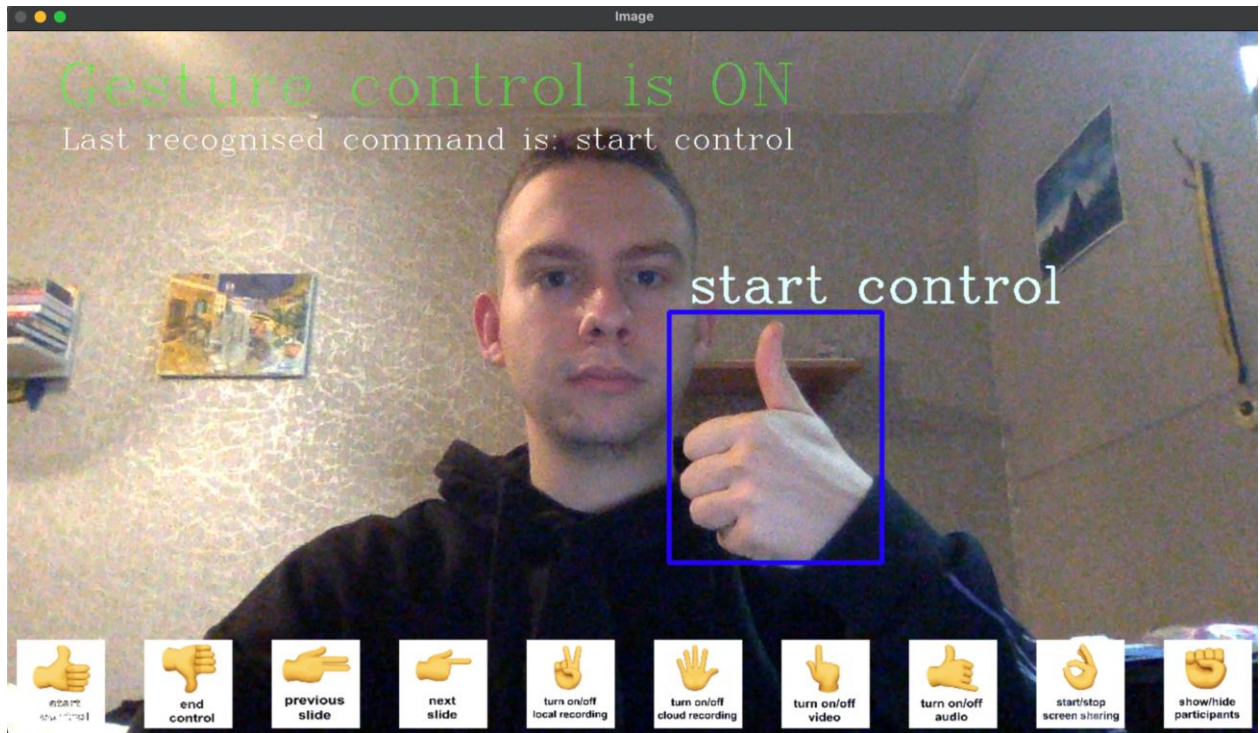 Image
Gesture control is ON
Last recognised command is: start control
start control
start
control
end
control
previous
slide
next
slide
turn on/off
local recording
turn on/off
cloud recording
turn on/off
video
turn on/off
audio
start/stop
screen sharing
show/hide
participants